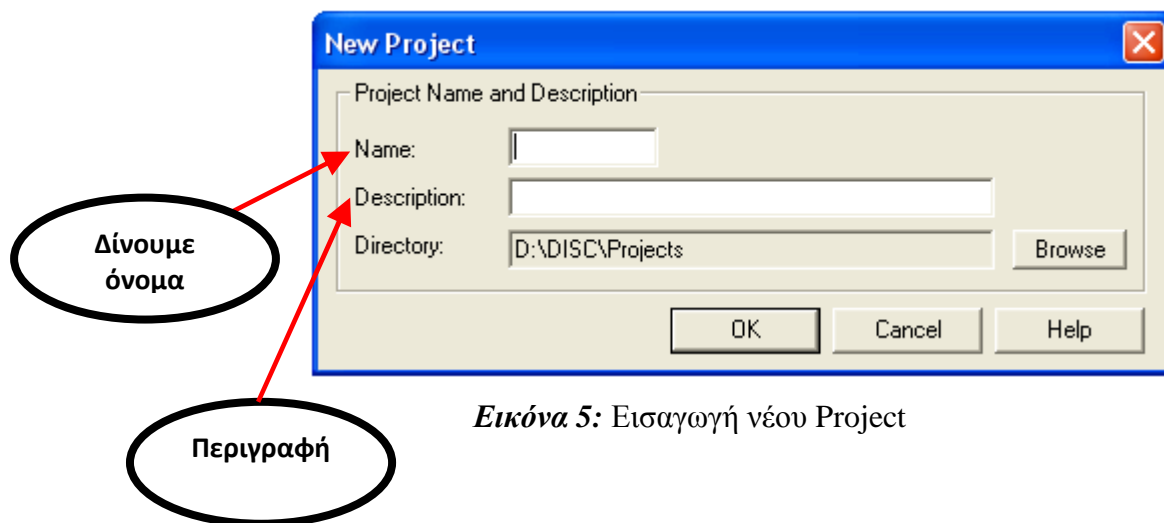 New Project
Project Name and Description
Name:
Description:
Directory: D:\DISC\Projects Browse
OK Cancel Help
Δίνουμε
όνομα
Περιγραφή
Εικόνα 5: Εισαγωγή νέου Project